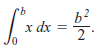 ∫₀ᵇ x dx = b²/2.